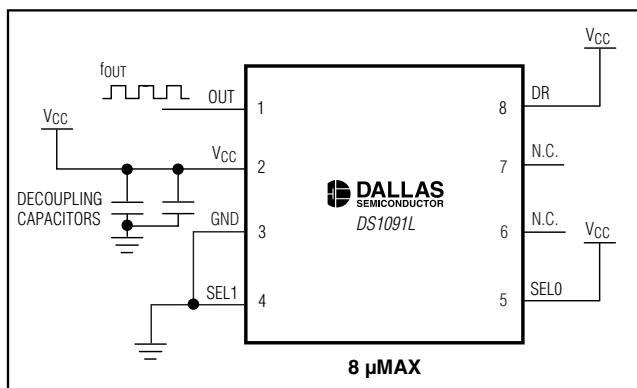 fOUT
OUT
1
VCC
VCC
2
DECOUPLING
CAPACITORS
GND
3
SEL1
4
DALLAS
SEMICONDUCTOR
DS1091L
VCC
8
DR
7
N.C.
6
N.C.
VCC
5
SEL0
8 µMAX